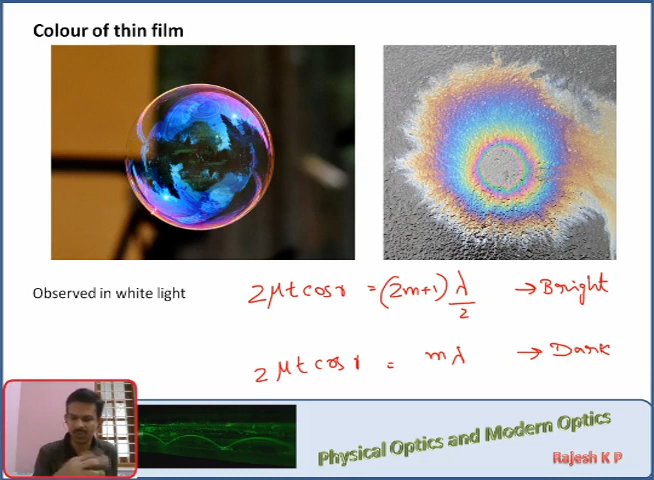 Colour of thin film
Observed in white light
2μt cos r = (2m+1) λ/2 → Bright
2μt cos r = mλ → Dark
Physical Optics and Modern Optics
Rajesh K P